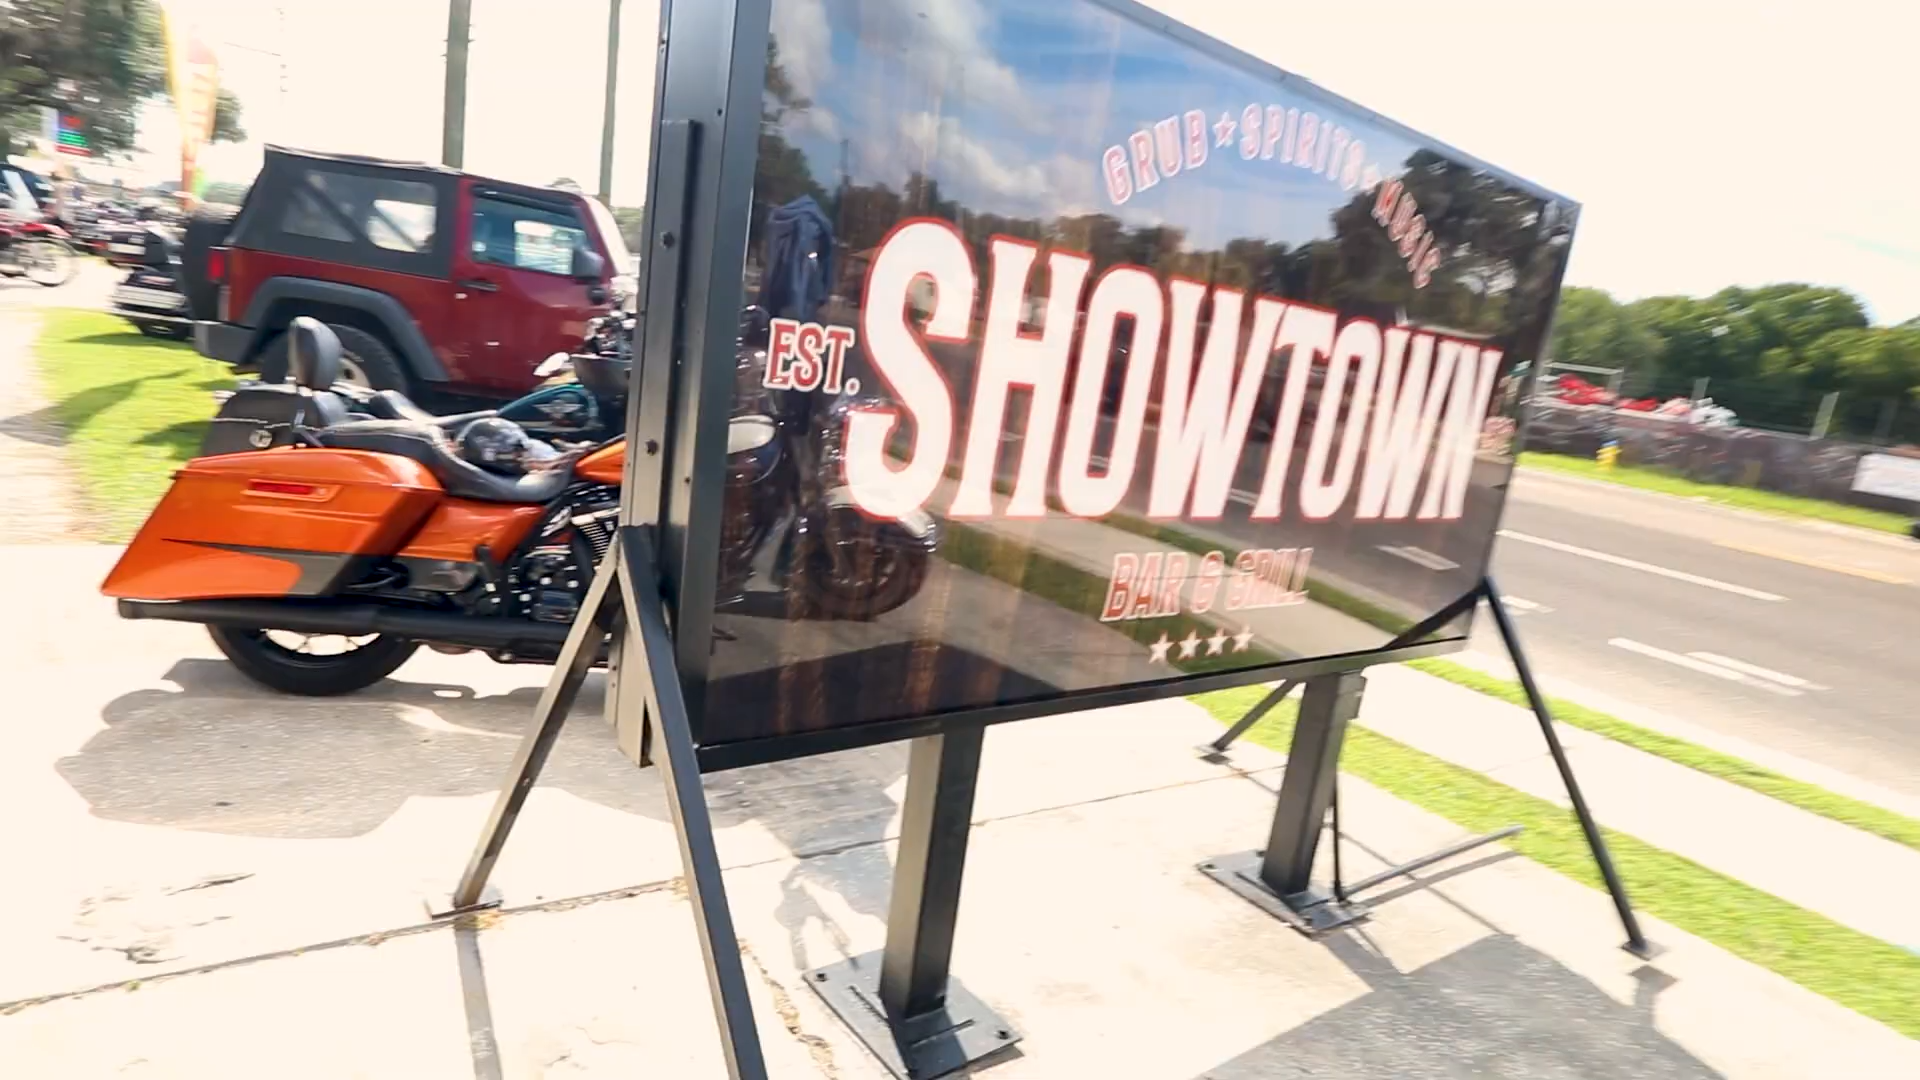 GRUB ★ SPIRITS ★ MUSIC
EST.
SHOWTOWN
BAR & GRILL
★★★★